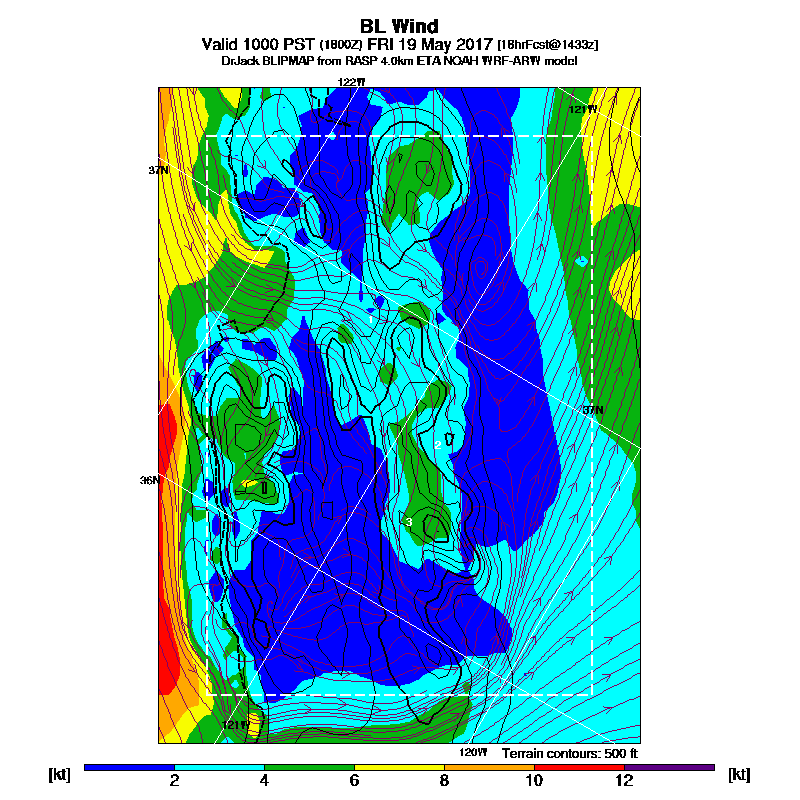 BL Wind
Valid 1000 PST (1800Z) FRI 19 May 2017 [18hrFcst@1433z]
DrJack BLIPMAP from RASP 4.0km ETA NOAH WRF-ARW model
122W
121W
37N
1
37N
2
36N
3
121W
120W Terrain contours: 500 ft
[kt] 2 4 6 8 10 12 [kt]